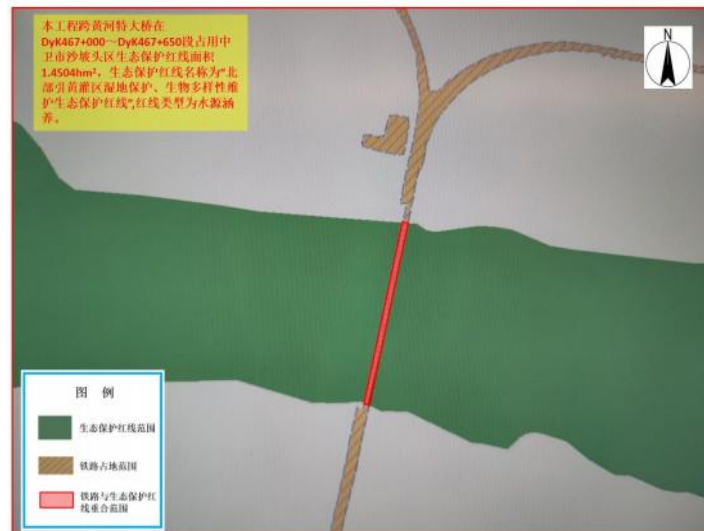 本工程跨黄河特大桥在
DyK467+000～DyK467+650段占用中
卫市沙坡头区生态保护红线面积
1.4504hm²，生态保护红线名称为“北
部引黄灌区湿地保护、生物多样性维
护生态保护红线”,红线类型为水源涵
养。
N
图 例
生态保护红线范围
铁路占地范围
铁路与生态保护红
线重合范围